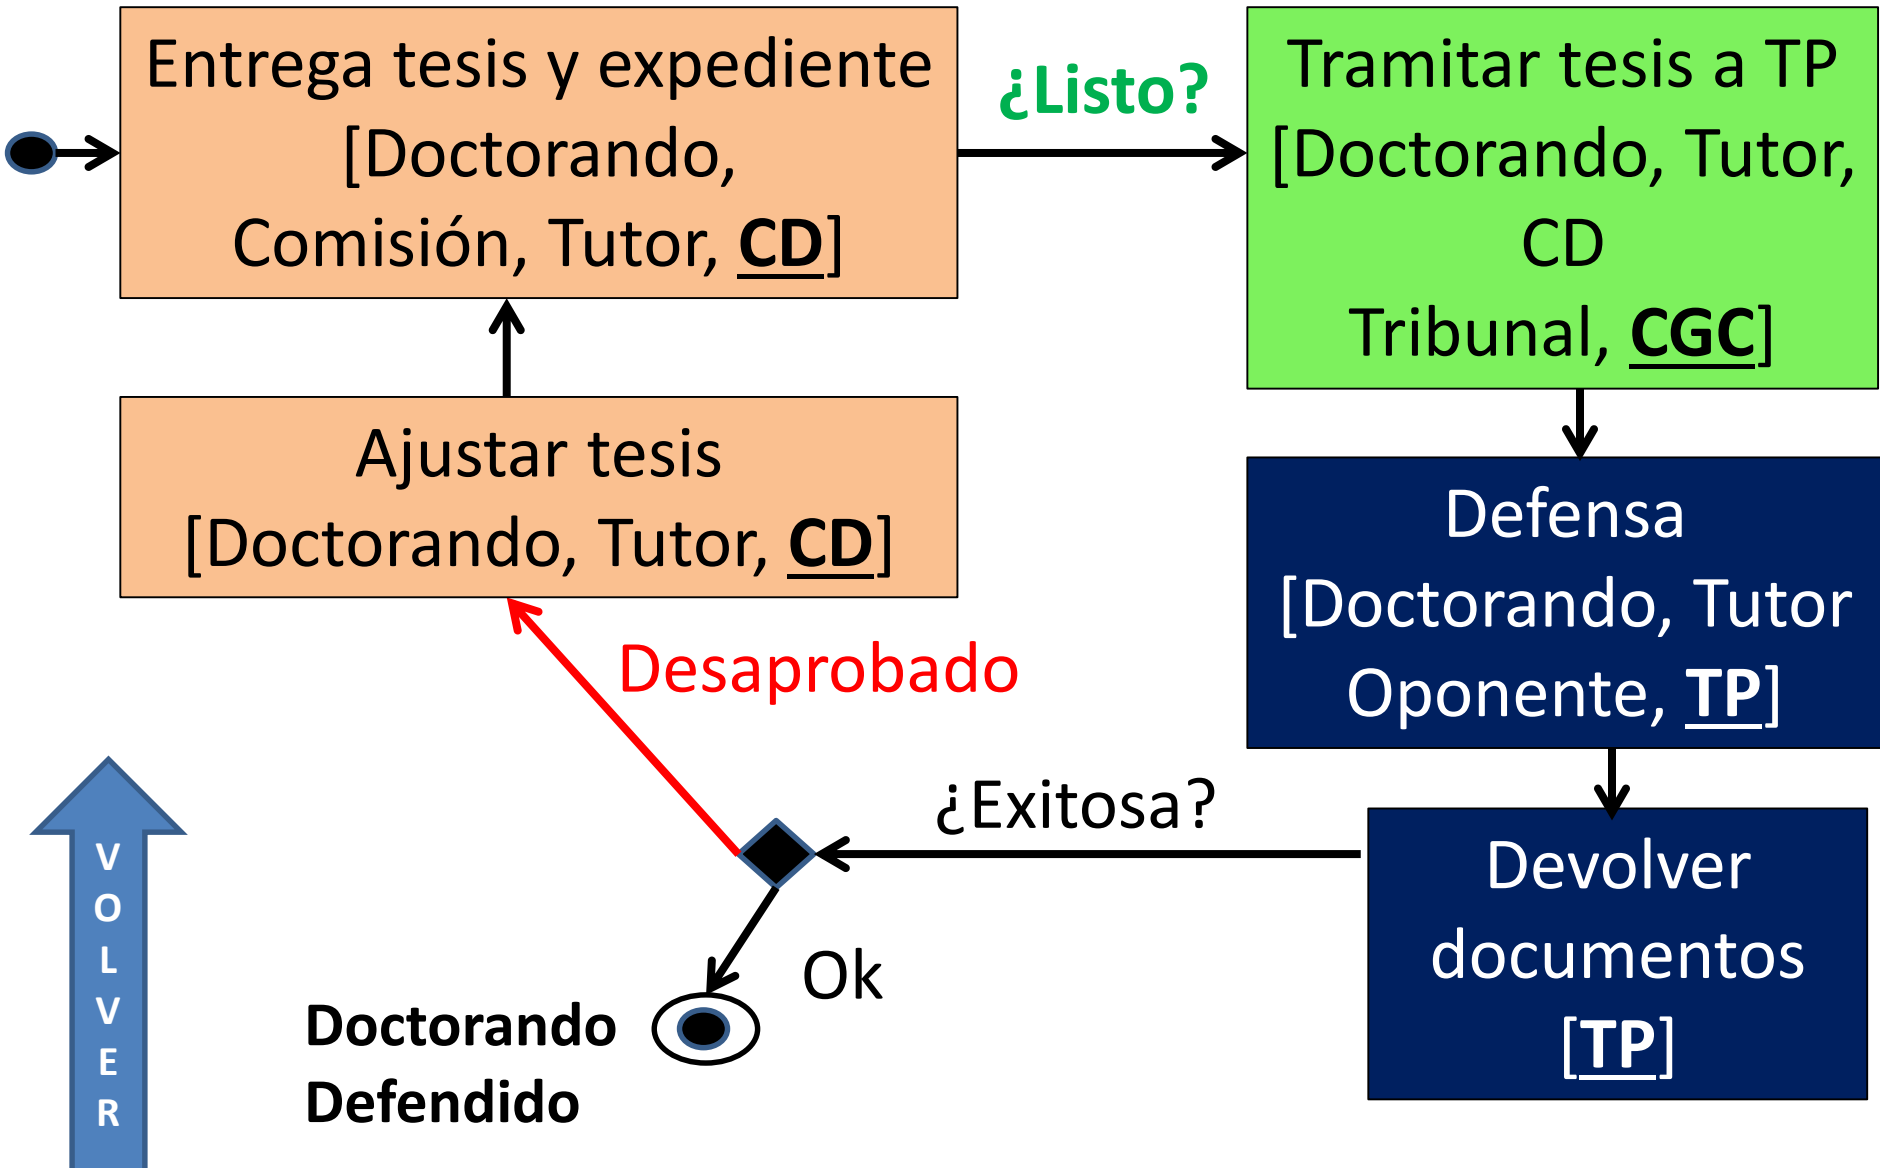 Entrega tesis y expediente
[Doctorando,
Comisión, Tutor, CD]
¿Listo?
Tramitar tesis a TP
[Doctorando, Tutor,
CD
Tribunal, CGC]
Ajustar tesis
[Doctorando, Tutor, CD]
Defensa
[Doctorando, Tutor
Oponente, TP]
Desaprobado
¿Exitosa?
Devolver
documentos
[TP]
Ok
Doctorando
Defendido
V
O
L
V
E
R